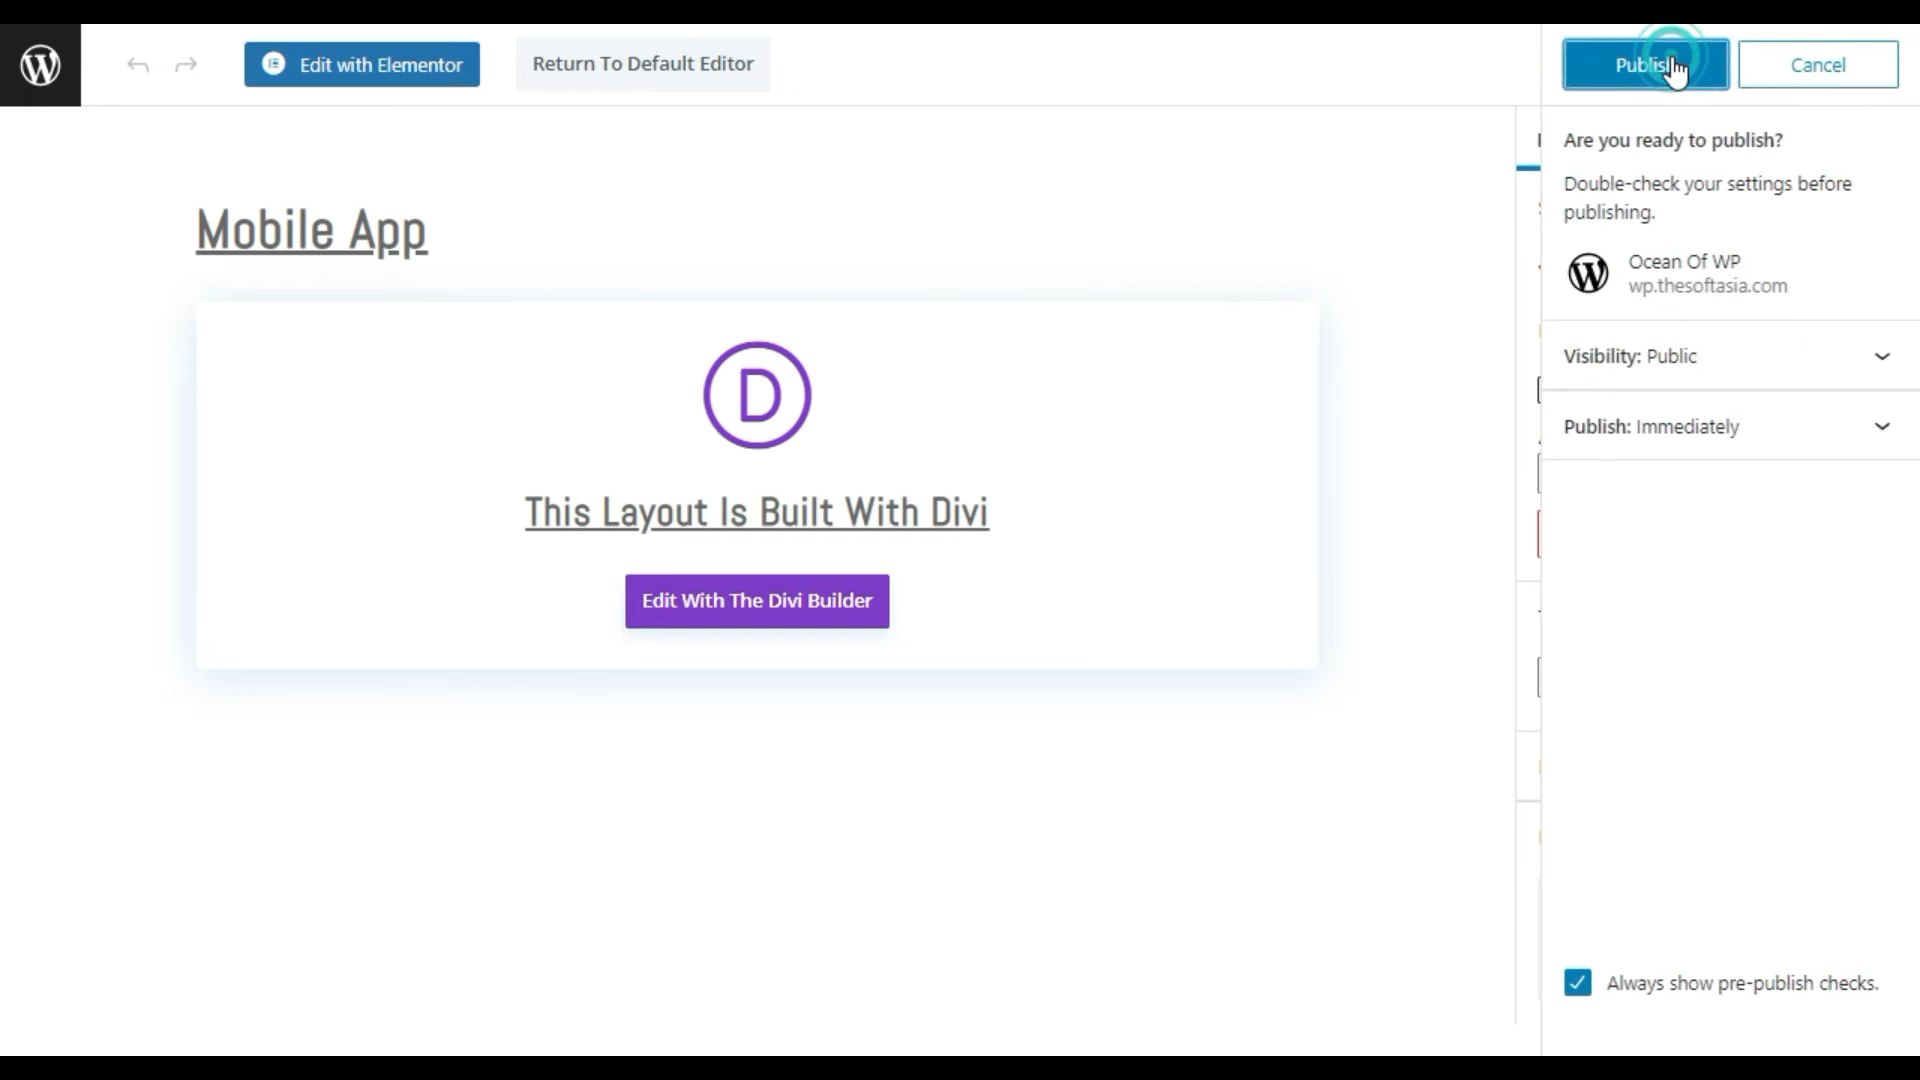 Edit with Elementor
Return To Default Editor
Publish
Cancel
Are you ready to publish?
Double-check your settings before
publishing.
Ocean Of WP
wp.thesoftasia.com
Visibility: Public
Publish: Immediately
Mobile App
D
This Layout Is Built With Divi
Edit With The Divi Builder
Always show pre-publish checks.